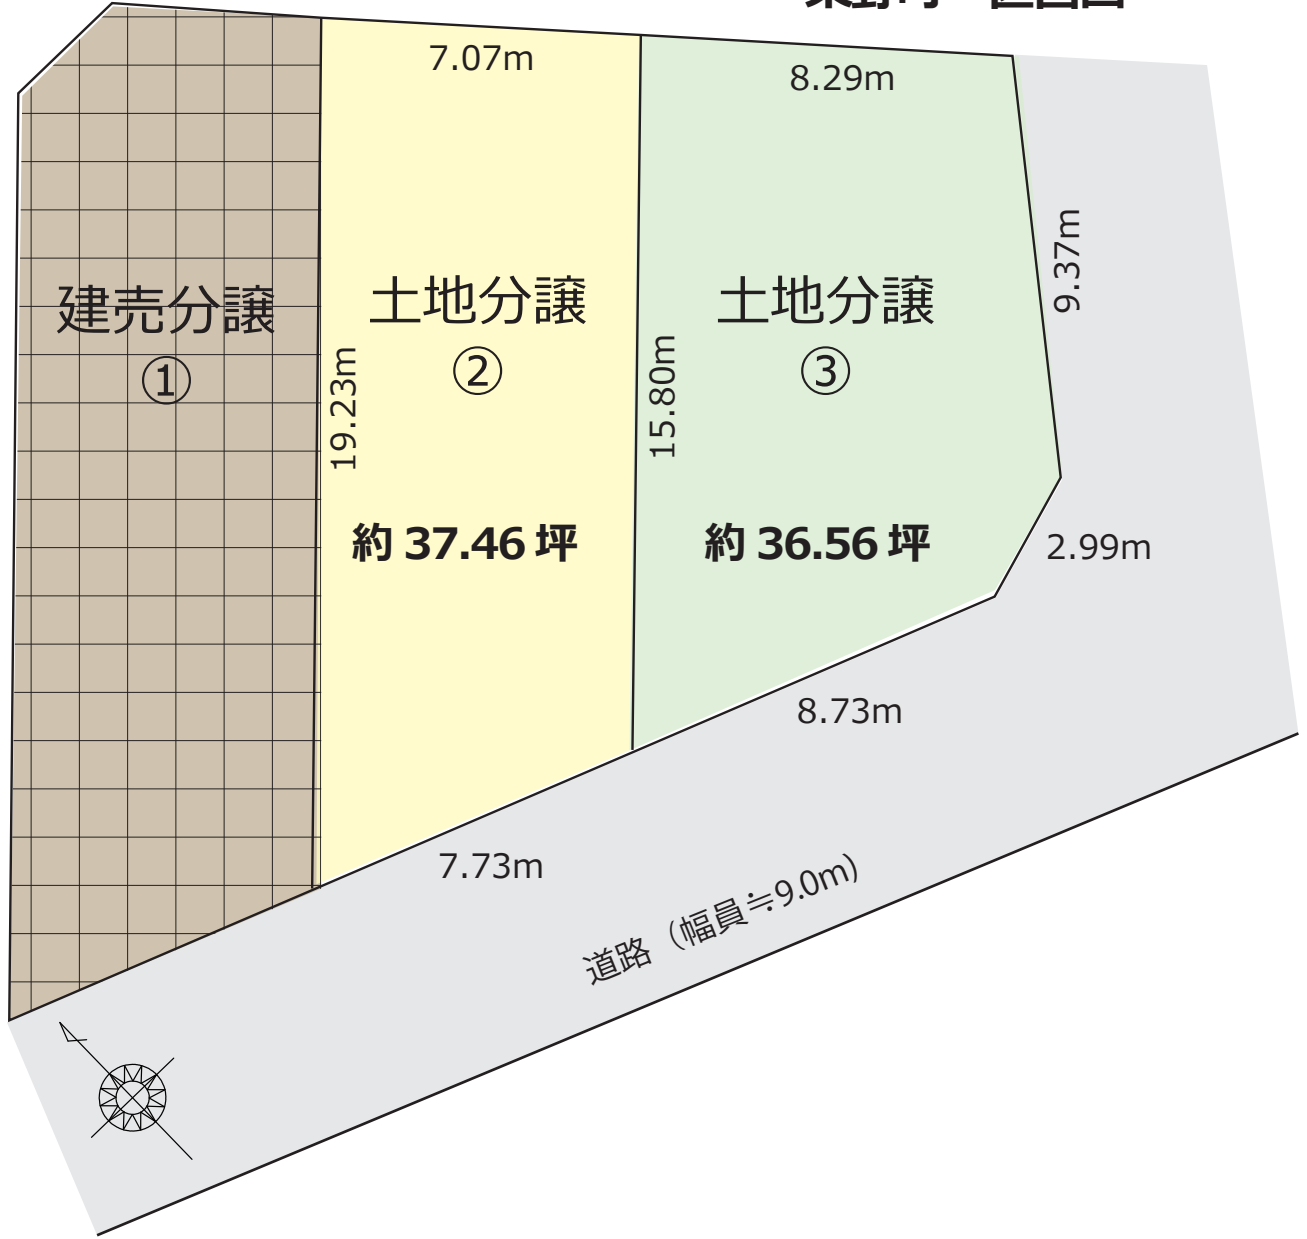 7.07m
8.29m
9.37m
建売分譲
①
土地分譲
②
土地分譲
③
19.23m
15.80m
約 37.46 坪
約 36.56 坪
2.99m
8.73m
7.73m
道路（幅員≒9.0m）